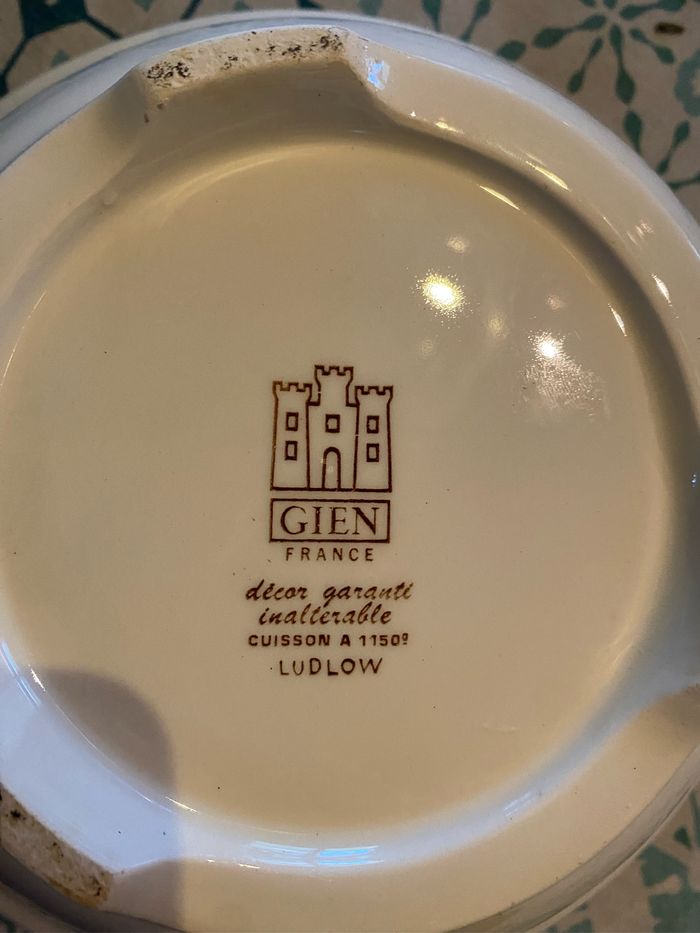 GIEN
FRANCE
décor garanti
inaltérable
CUISSON A 1150º
LUDLOW